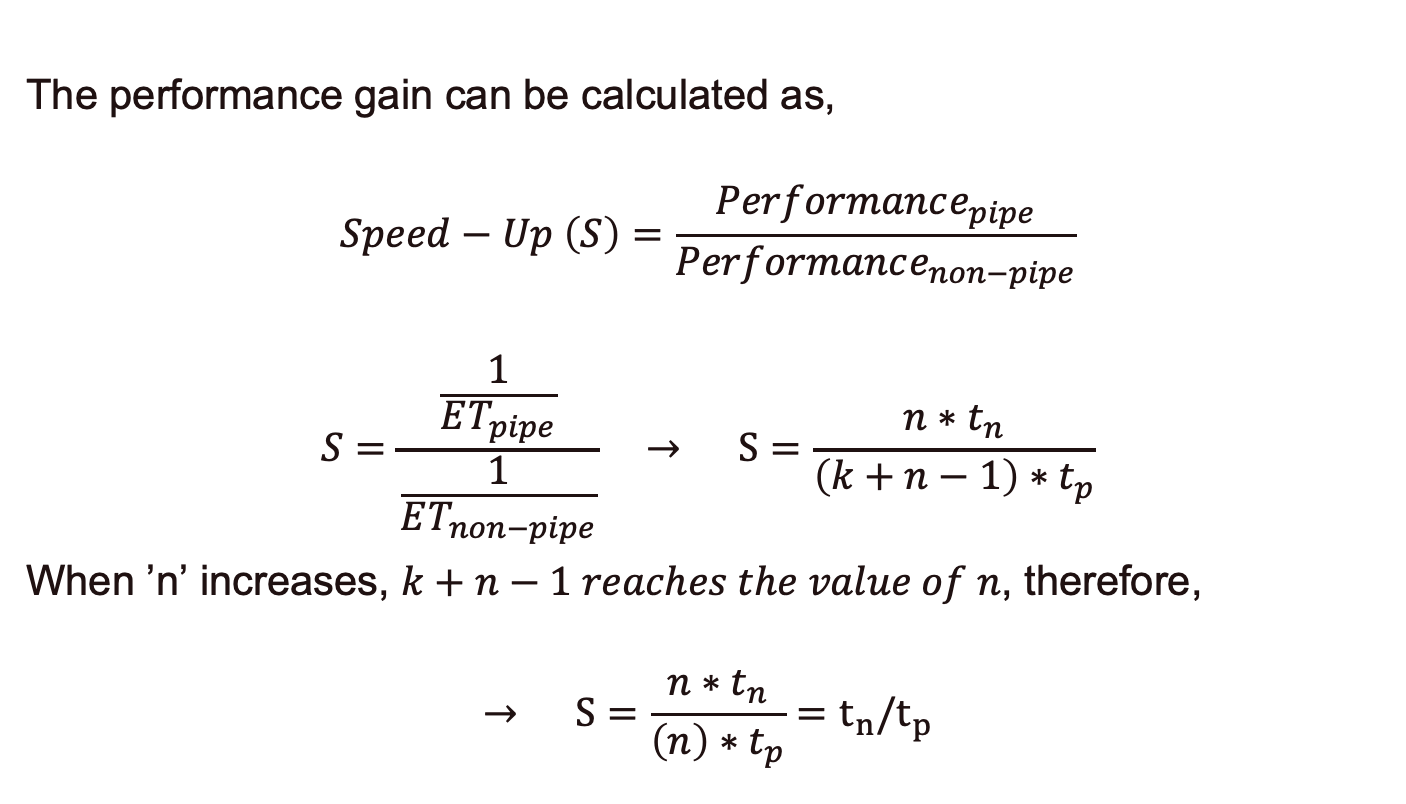 The performance gain can be calculated as,
Speed − Up (S) = Performance_pipe / Performance_non−pipe
S = (1 / ET_pipe) / (1 / ET_non−pipe) → S = n ∗ t_n / (k + n − 1) ∗ t_p
When ’n’ increases, k + n − 1 reaches the value of n, therefore,
→ S = n ∗ t_n / (n) ∗ t_p = t_n/t_p